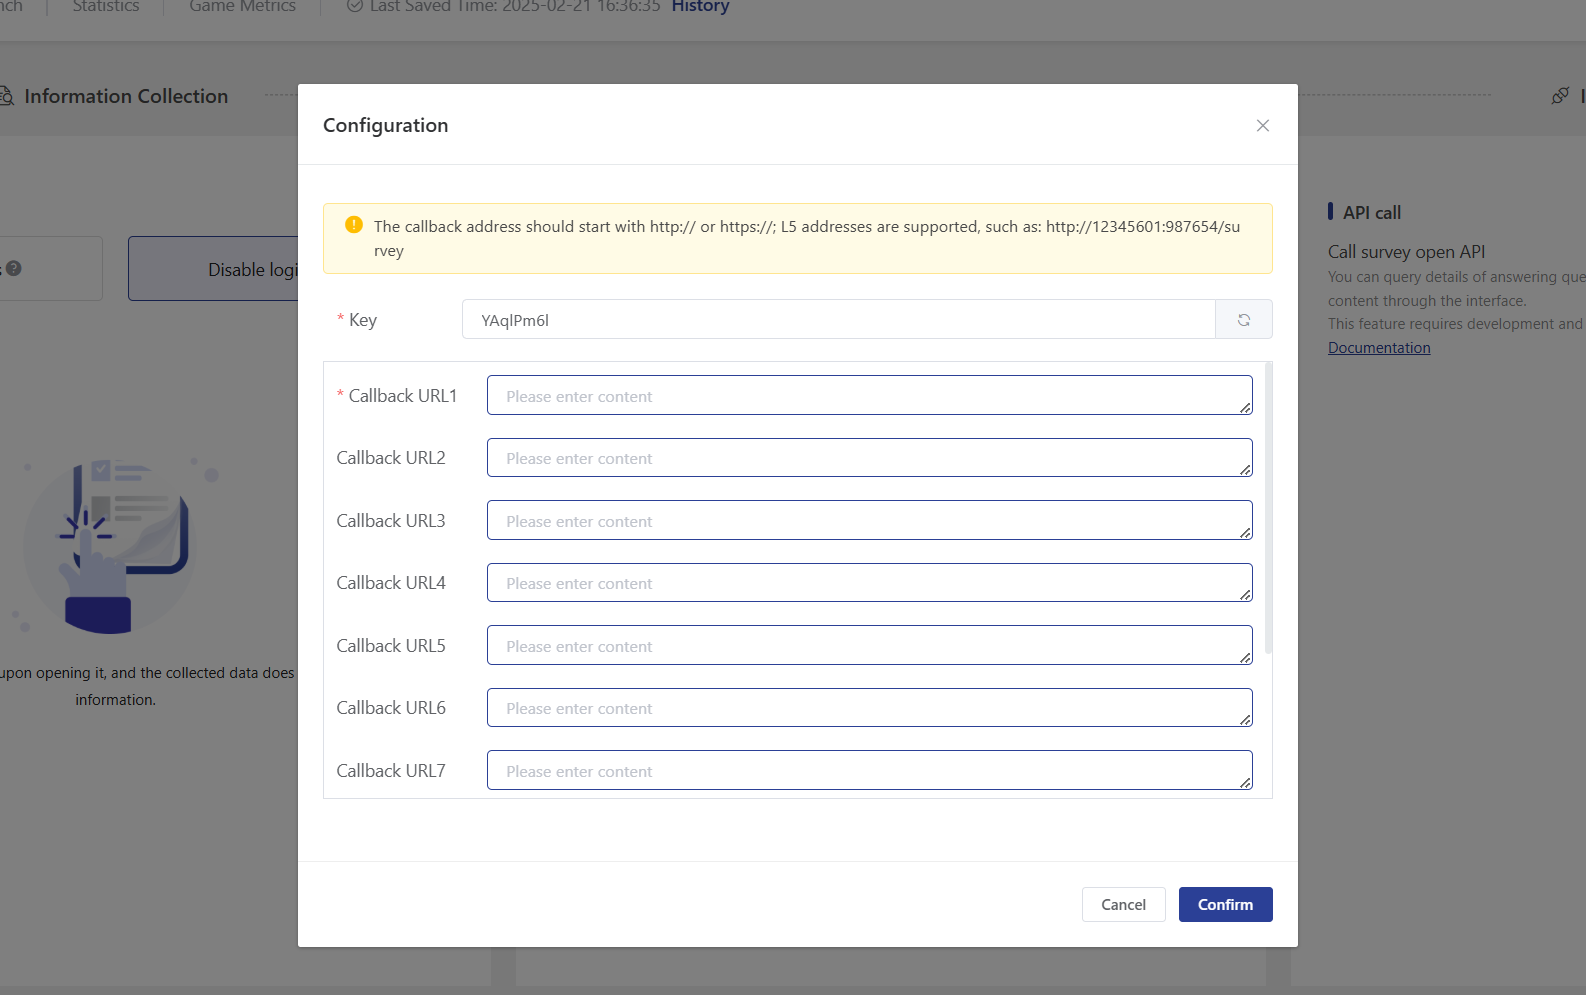 Statistics
Game Metrics
Last Saved Time: 2025-02-21 16:36:35 History
Information Collection
Configuration
The callback address should start with http:// or https://; L5 addresses are supported, such as: http://12345601:987654/su
rvey
API call
Call survey open API
You can query details of answering que
content through the interface.
This feature requires development and
Documentation
Disable logi
* Key
YAqlPm6l
* Callback URL1
Please enter content
Callback URL2
Please enter content
Callback URL3
Please enter content
Callback URL4
Please enter content
Callback URL5
Please enter content
Callback URL6
Please enter content
Callback URL7
Please enter content
upon opening it, and the collected data does
information.
Cancel
Confirm